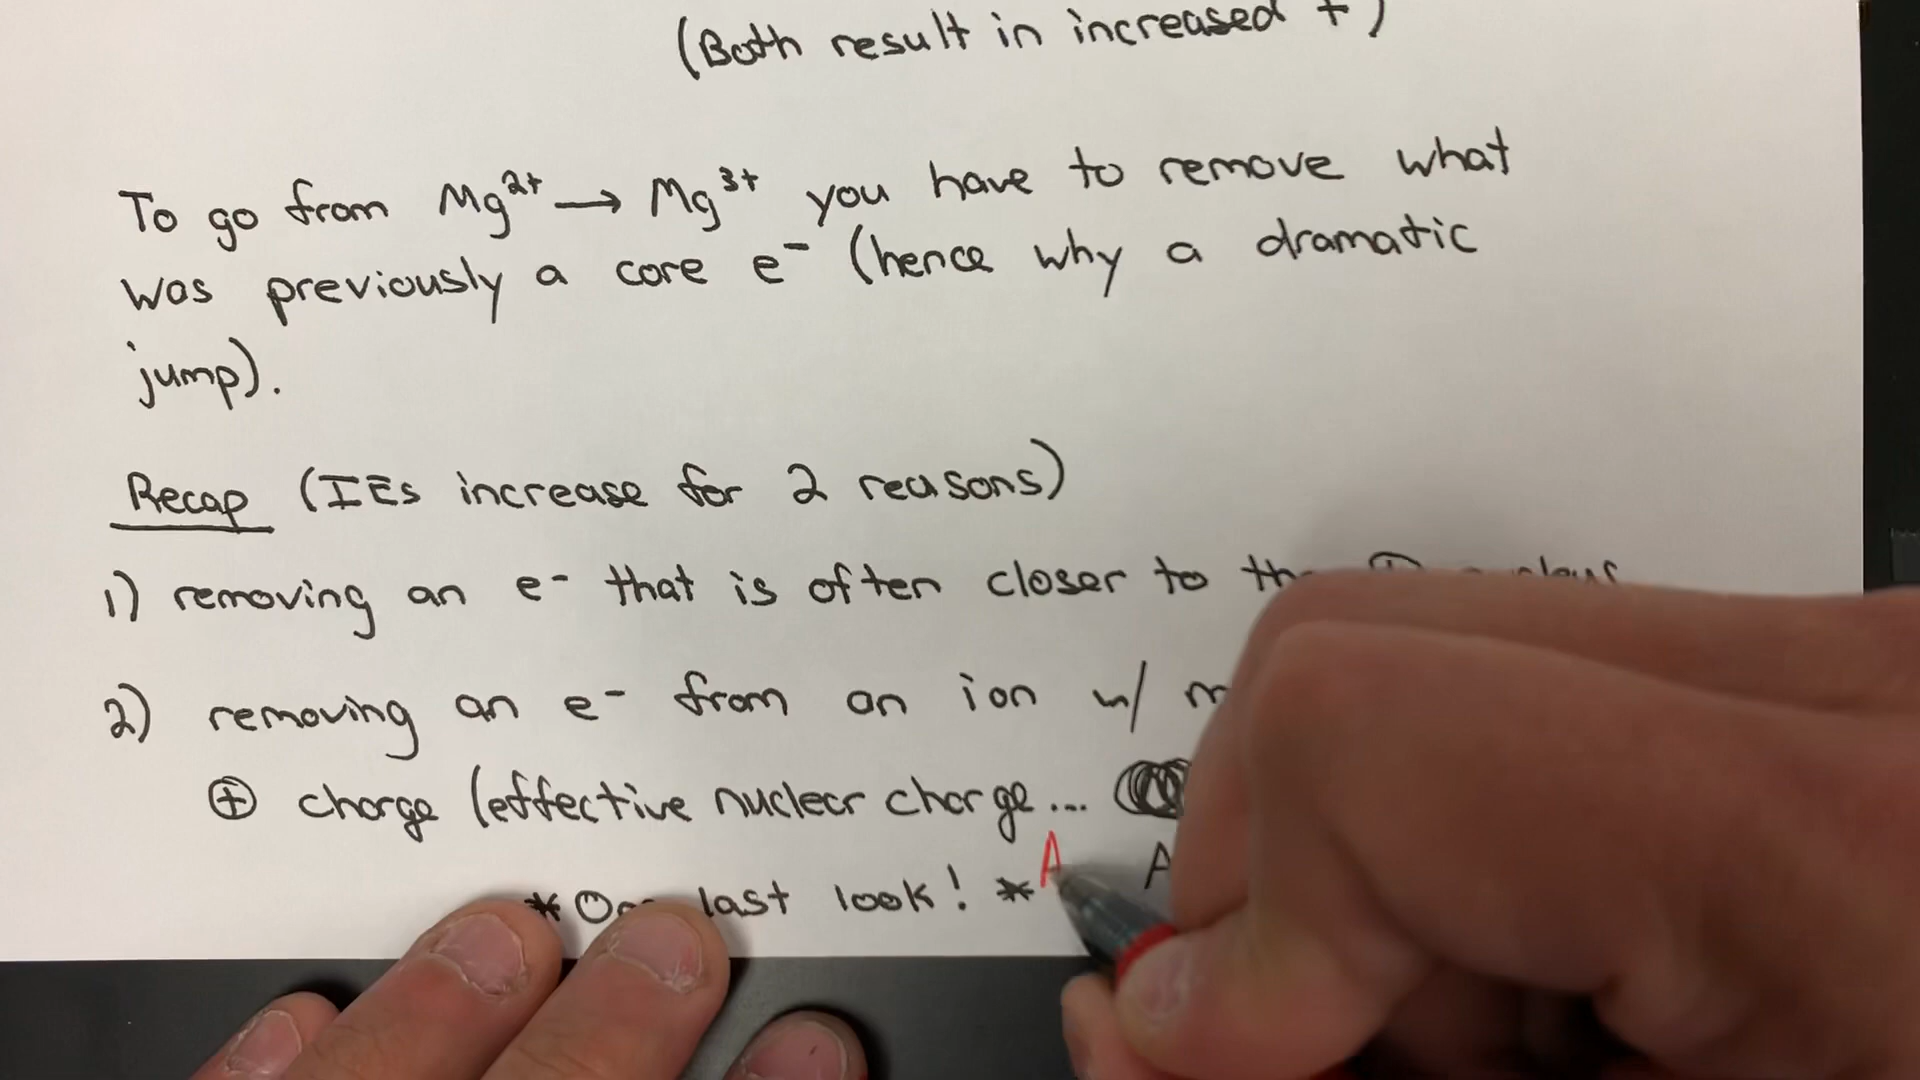 (Both result in increased +)
To go from Mg²⁺ → Mg³⁺ you have to remove what
was previously a core e⁻ (hence why a dramatic
jump).
Recap (IEs increase for 2 reasons)
1) removing an e⁻ that is often closer to
2) removing an e⁻ from an ion w/
⊕ charge (effective nuclear charge...
* last look! * A A